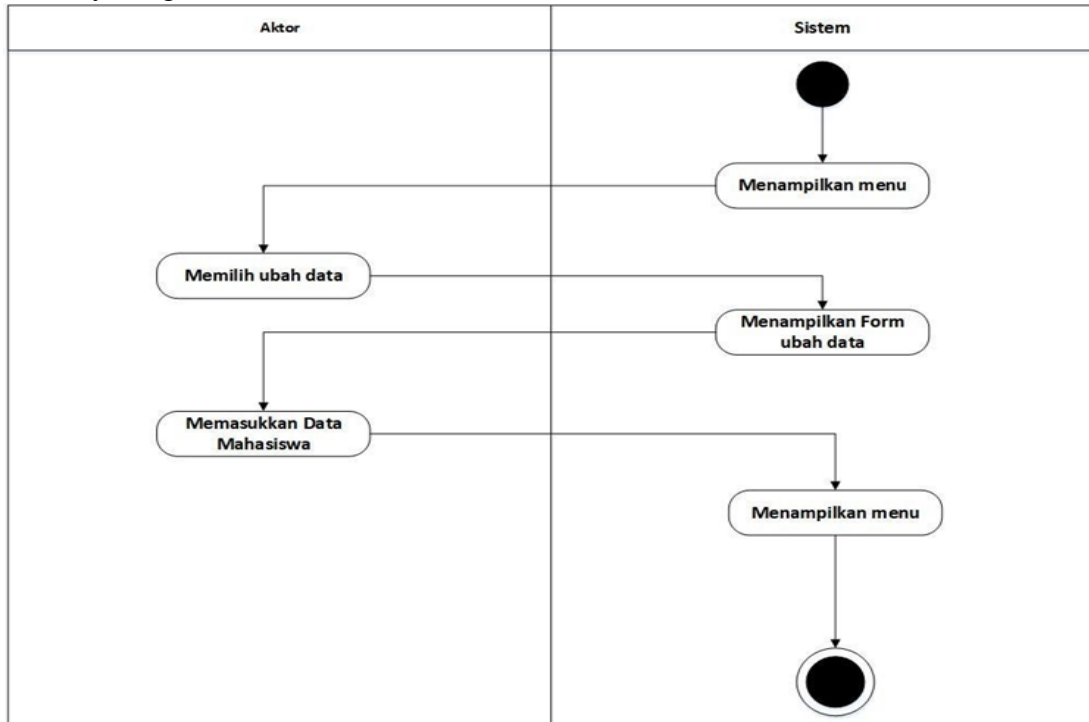 Aktor
Sistem
Menampilkan menu
Memilih ubah data
Menampilkan Form
ubah data
Memasukkan Data
Mahasiswa
Menampilkan menu